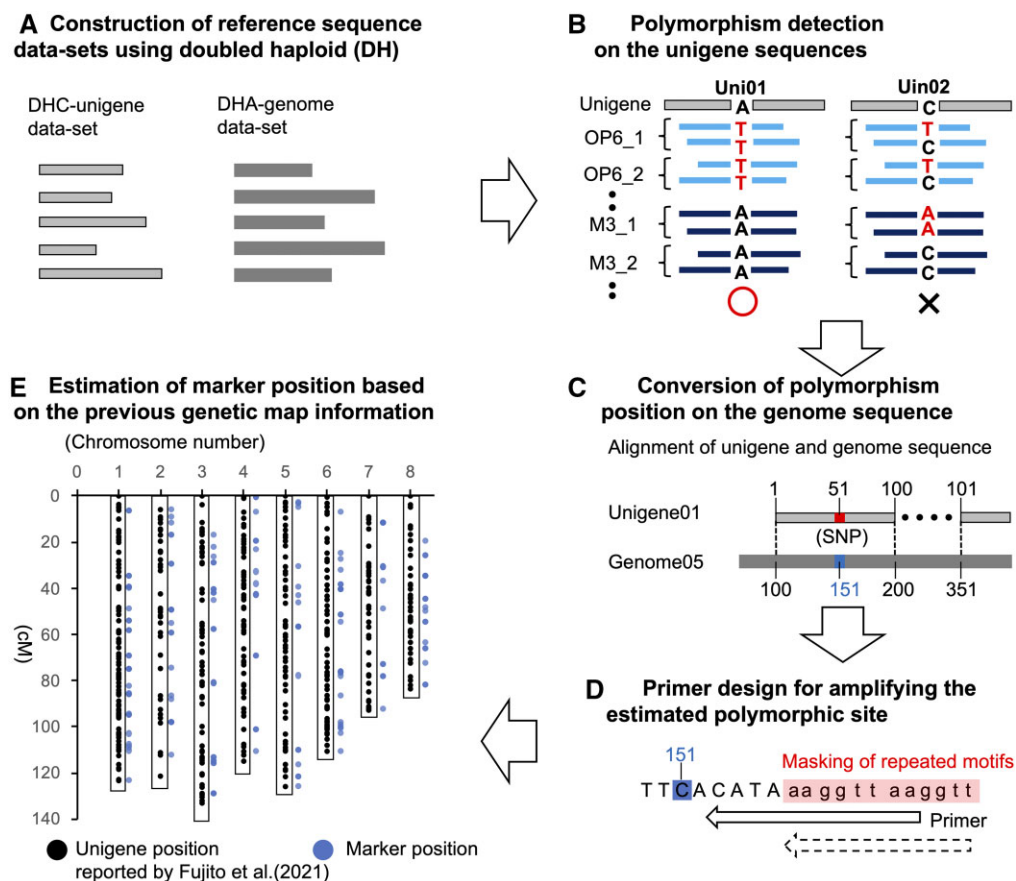 A Construction of reference sequence
data-sets using doubled haploid (DH)
DHC-unigene
data-set
DHA-genome
data-set
B Polymorphism detection
on the unigene sequences
Uni01
Uin02
Unigene
A
C
OP6_1
T
T
T
C
OP6_2
T
T
T
C
M3_1
A
A
A
A
M3_2
A
A
C
C
C Conversion of polymorphism
position on the genome sequence
Alignment of unigene and genome sequence
1 51 100 101
Unigene01
(SNP)
Genome05
100 151 200 351
D Primer design for amplifying the
estimated polymorphic site
151
Masking of repeated motifs
T T C A C A T A a a g g t t a a g g t t
Primer
E Estimation of marker position based
on the previous genetic map information
(Chromosome number)
0 1 2 3 4 5 6 7 8
0
20
40
60
80
100
120
140
(cM)
Unigene position
reported by Fujito et al.(2021)
Marker position